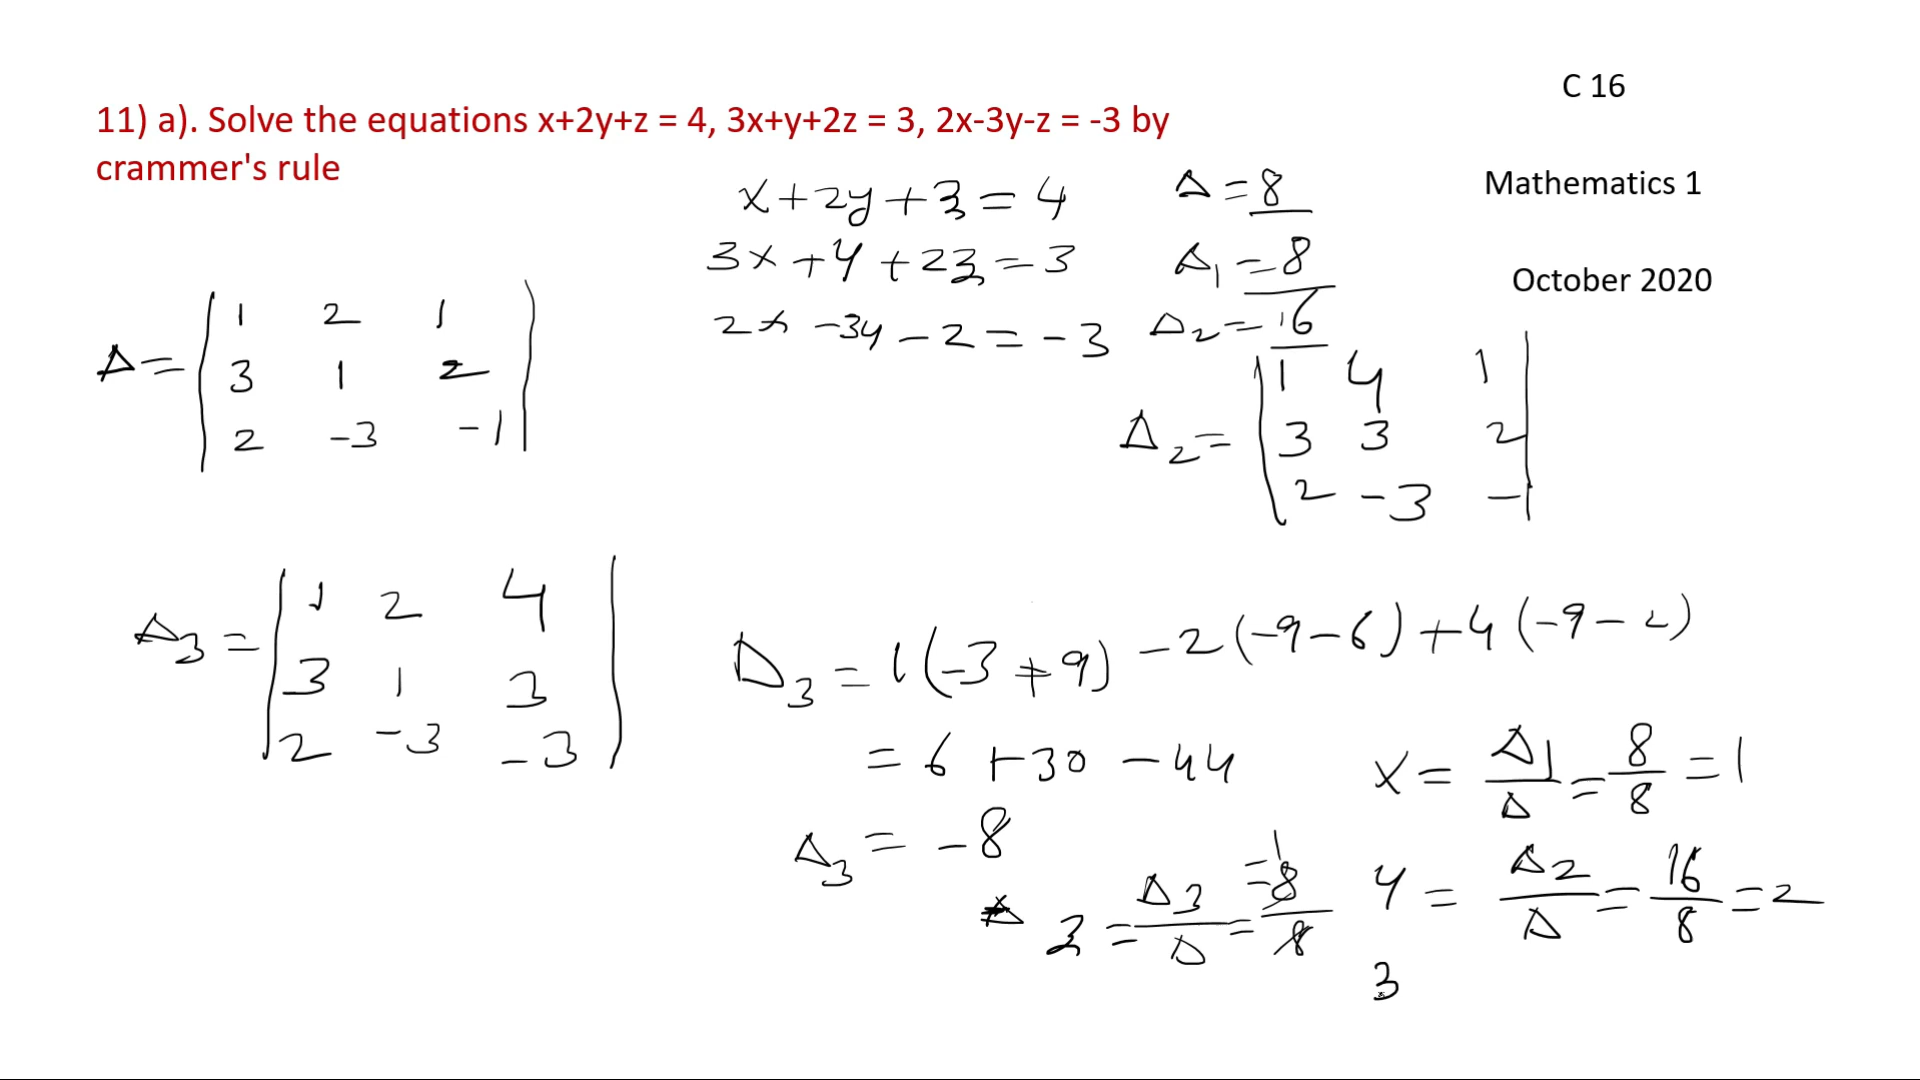 C 16
11) a). Solve the equations x+2y+z = 4, 3x+y+2z = 3, 2x-3y-z = -3 by
crammer's rule
Mathematics 1
October 2020
x+2y+z = 4
3x+y+2z = 3
2x -3y - z = -3
Δ = 8
Δ1 = 8
Δ2 = 16
Δ = | 1 2 1 |
| 3 1 2 |
| 2 -3 -1 |
Δ2 = | 1 4 1 |
| 3 3 2 |
| 2 -3 -1 |
Δ3 = | 1 2 4 |
| 3 1 3 |
| 2 -3 -3 |
D3 = 1(-3+9) -2(-9-6) +4(-9-2)
= 6 +30 -44
Δ3 = -8
z = Δ3/Δ = -8/8 = -1
x = Δ1/Δ = 8/8 = 1
y = Δ2/Δ = 16/8 = 2
z